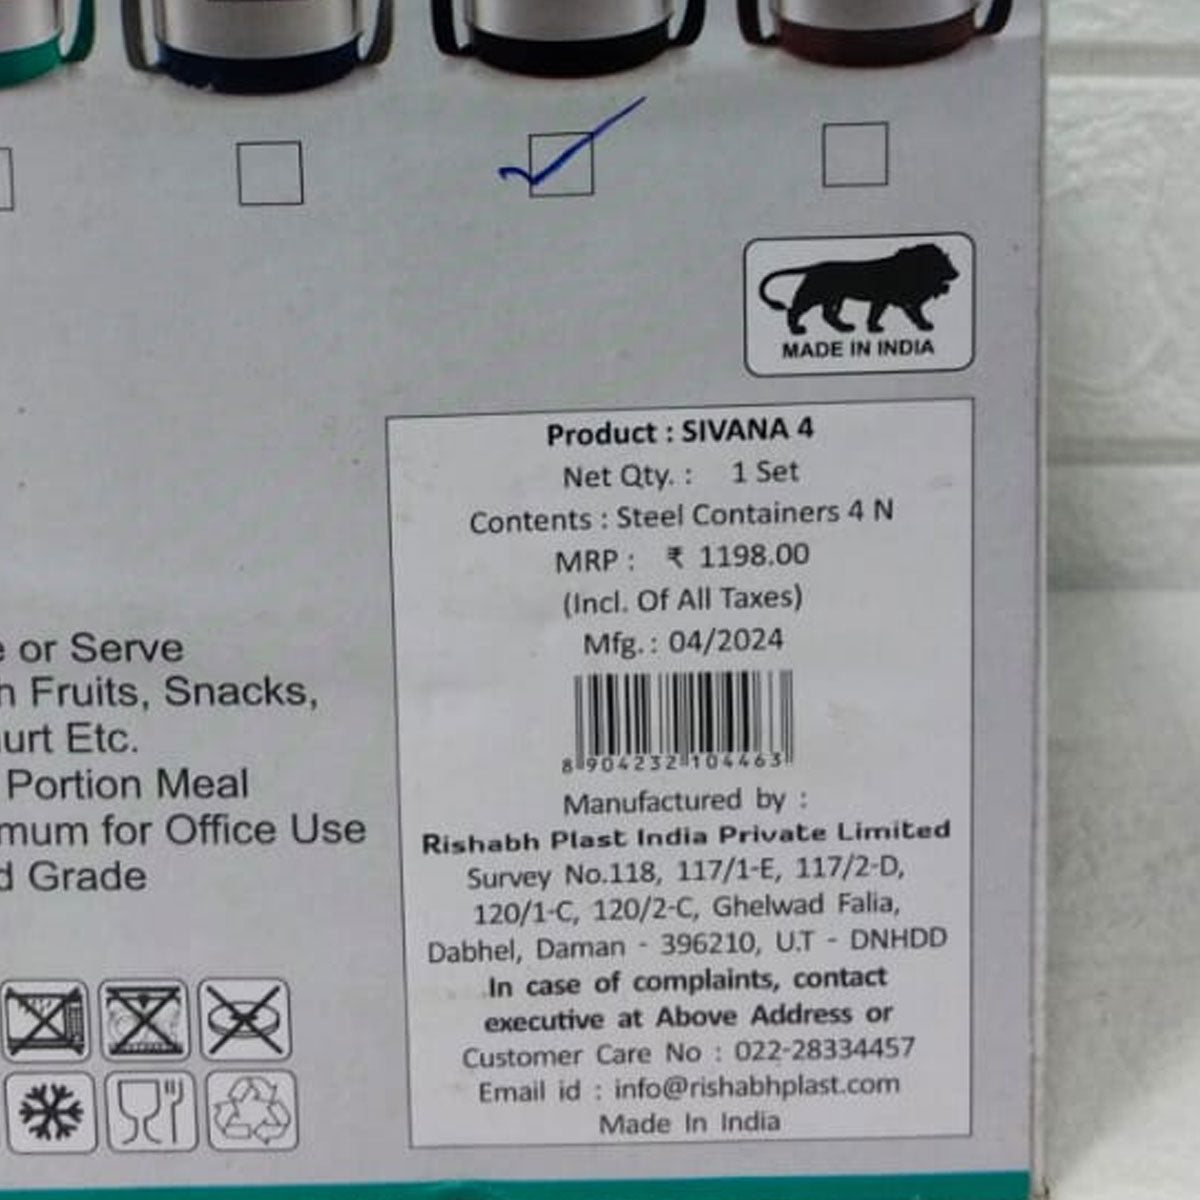 MADE IN INDIA
Product : SIVANA 4
Net Qty. : 1 Set
Contents : Steel Containers 4 N
MRP : ₹ 1198.00
(Incl. Of All Taxes)
Mfg. : 04/2024
8 904232 104463
Manufactured by :
Rishabh Plast India Private Limited
Survey No.118, 117/1-E, 117/2-D,
120/1-C, 120/2-C, Ghelwad Falia,
Dabhel, Daman - 396210, U.T - DNHDD
In case of complaints, contact
executive at Above Address or
Customer Care No : 022-28334457
Email id : info@rishabhplast.com
Made In India
or Serve
Fruits, Snacks,
Etc.
Portion Meal
for Office Use
Grade